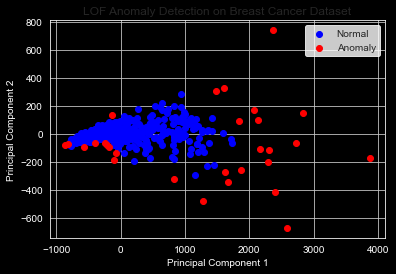 LOF Anomaly Detection on Breast Cancer Dataset
Normal
Anomaly
Principal Component 2
800
600
400
200
0
−200
−400
−600
−1000
0
1000
2000
3000
4000
Principal Component 1